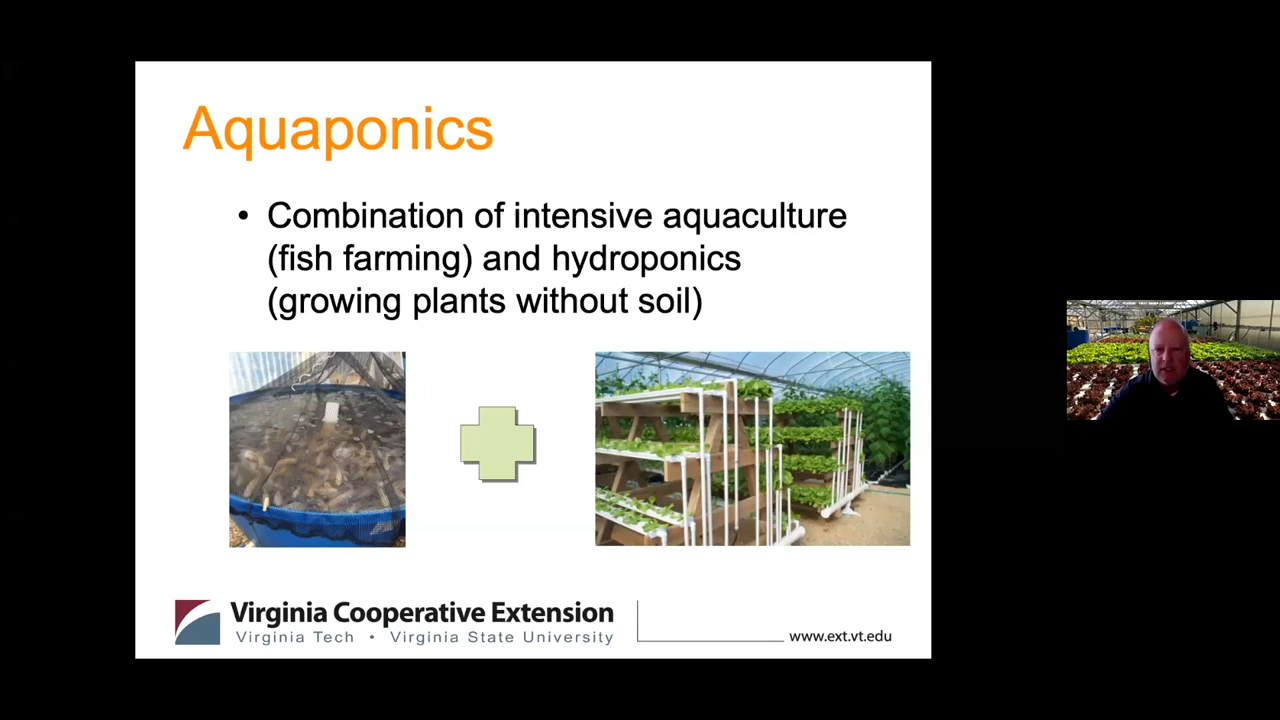 Aquaponics
• Combination of intensive aquaculture
(fish farming) and hydroponics
(growing plants without soil)
Virginia Cooperative Extension
Virginia Tech • Virginia State University
www.ext.vt.edu